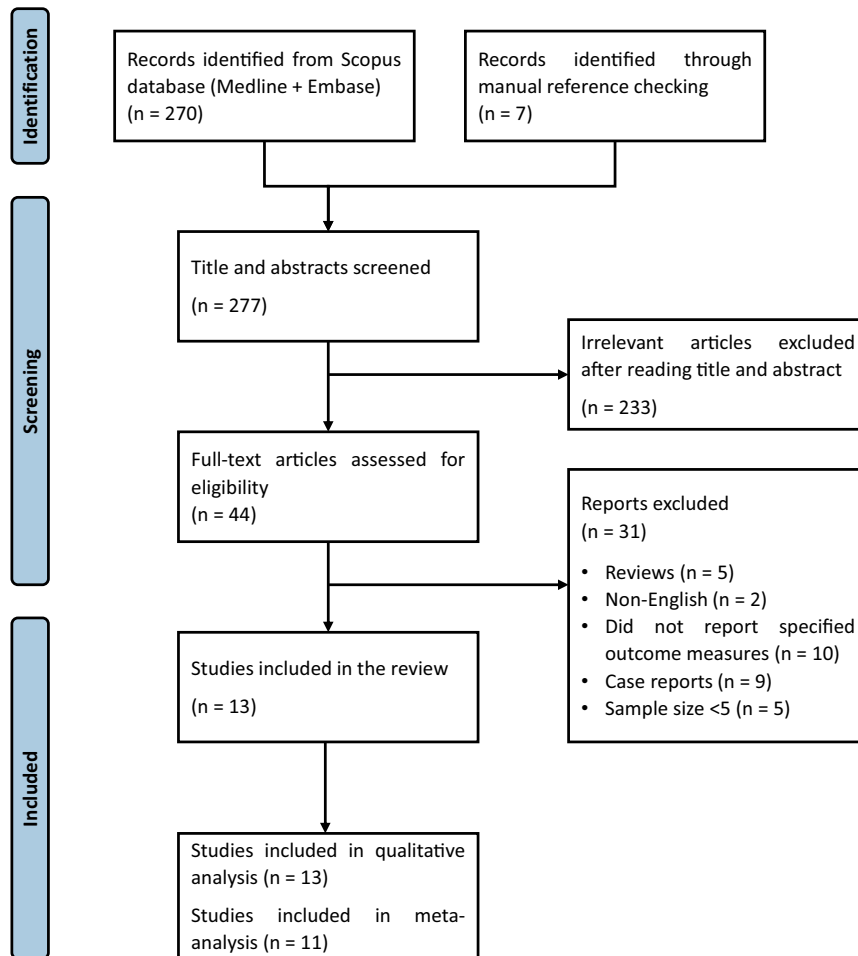 Identification
Records identified from Scopus
database (Medline + Embase)
(n = 270)
Records identified through
manual reference checking
(n = 7)
Screening
Title and abstracts screened
(n = 277)
Irrelevant articles excluded
after reading title and abstract
(n = 233)
Full-text articles assessed for
eligibility
(n = 44)
Reports excluded
(n = 31)
• Reviews (n = 5)
• Non-English (n = 2)
• Did not report specified
outcome measures (n = 10)
• Case reports (n = 9)
• Sample size <5 (n = 5)
Included
Studies included in the review
(n = 13)
Studies included in qualitative
analysis (n = 13)
Studies included in meta-
analysis (n = 11)